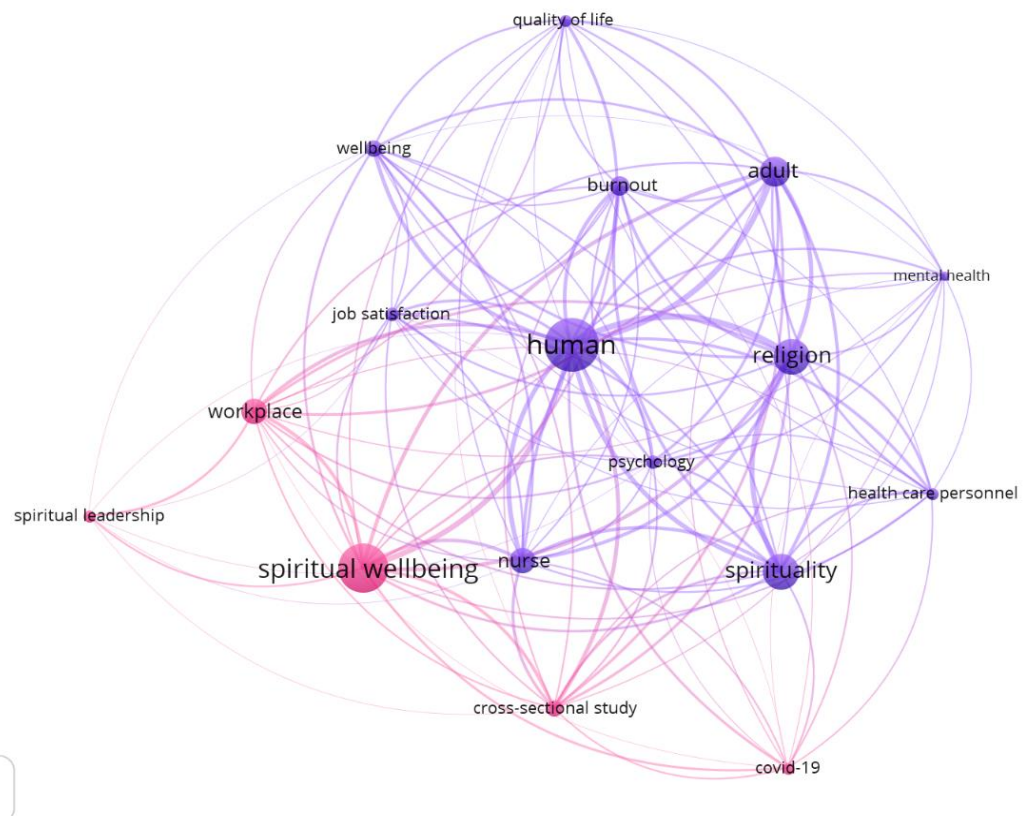 quality of life
wellbeing
adult
burnout
mental health
job satisfaction
human
religion
workplace
psychology
health care personnel
spiritual leadership
nurse
spiritual wellbeing
spirituality
cross-sectional study
covid-19